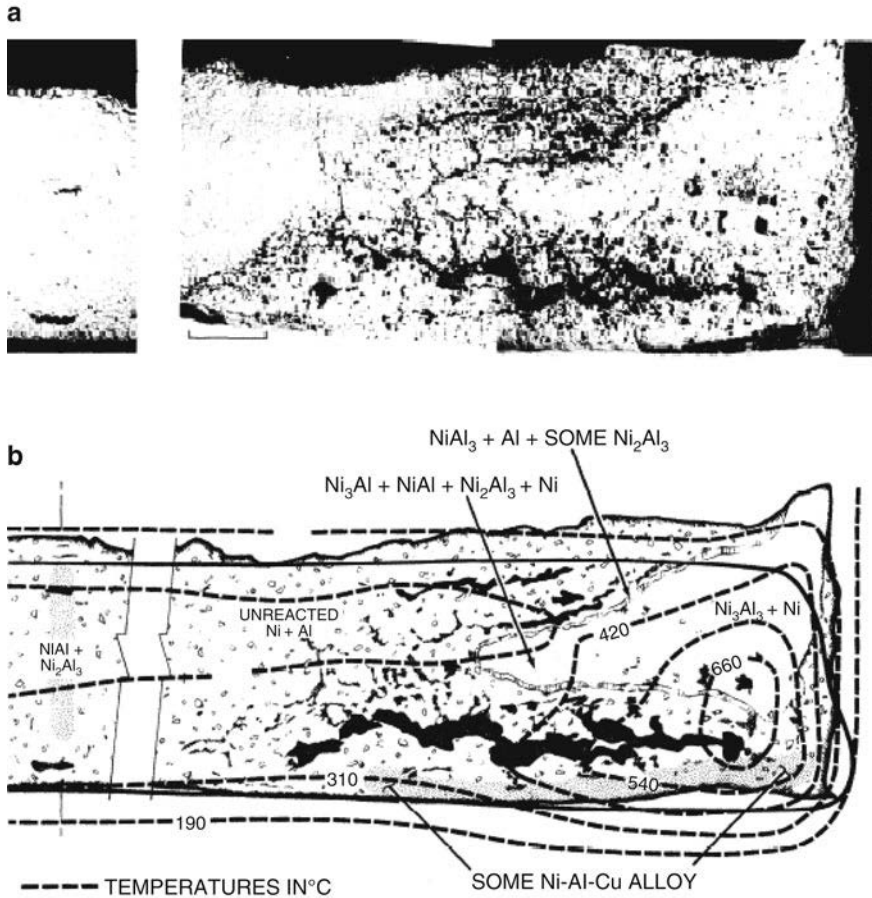 a
b
NiAl₃ + Al + SOME Ni₂Al₃
Ni₃Al + NiAl + Ni₂Al₃ + Ni
UNREACTED
Ni + Al
NIAl +
Ni₂Al₃
Ni₃Al₃ + Ni
420
660
310
540
190
TEMPERATURES IN°C
SOME Ni-Al-Cu ALLOY